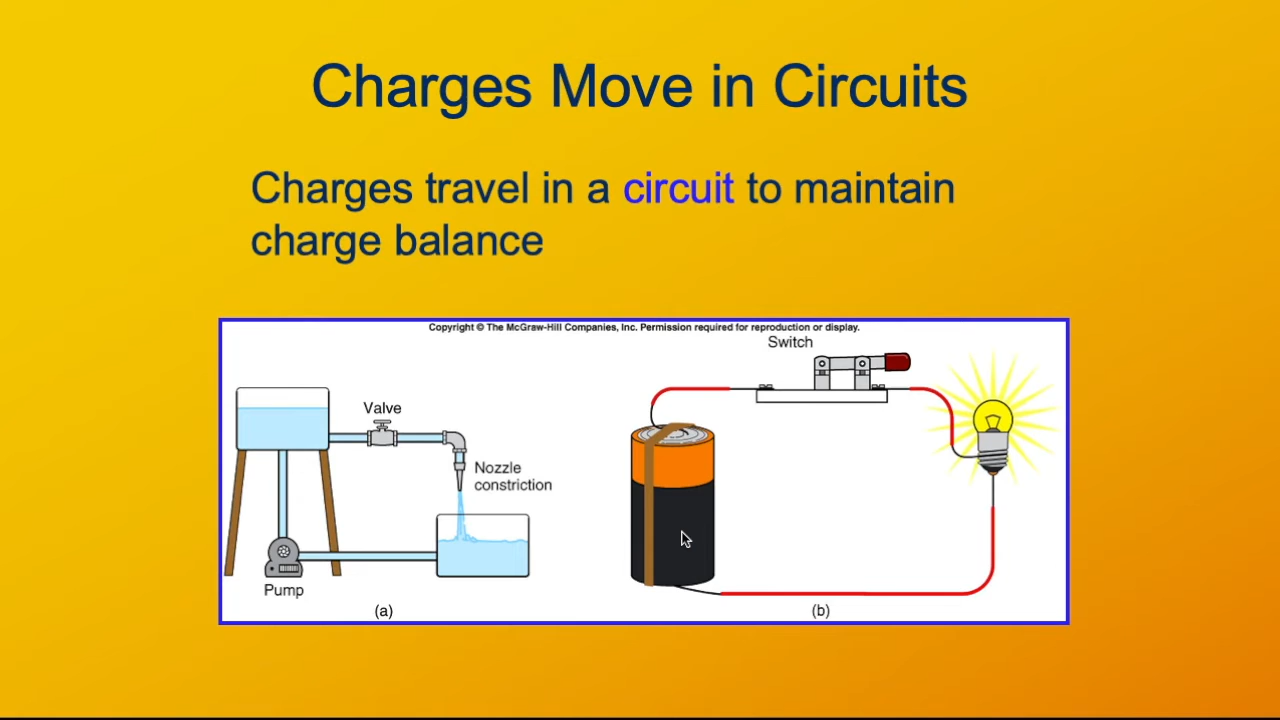 Charges Move in Circuits
Charges travel in a circuit to maintain
charge balance
Copyright © The McGraw-Hill Companies, Inc. Permission required for reproduction or display.
Switch
Valve
Nozzle
constriction
Pump
(a)
(b)